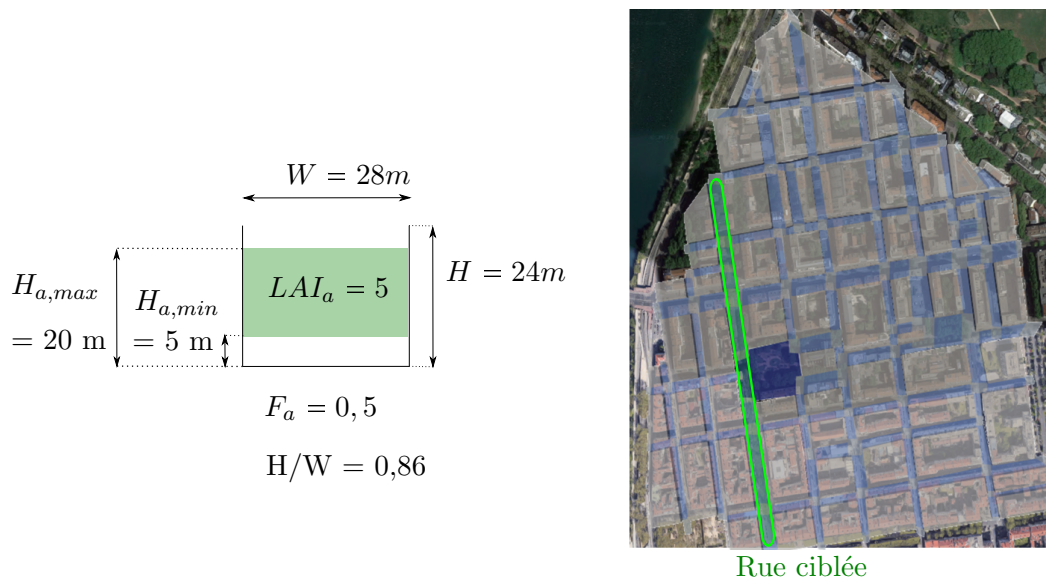 W = 28m
H_{a,max}
= 20 m
H_{a,min}
= 5 m
LAI_a = 5
H = 24m
F_a = 0, 5
H/W = 0,86
Rue ciblée